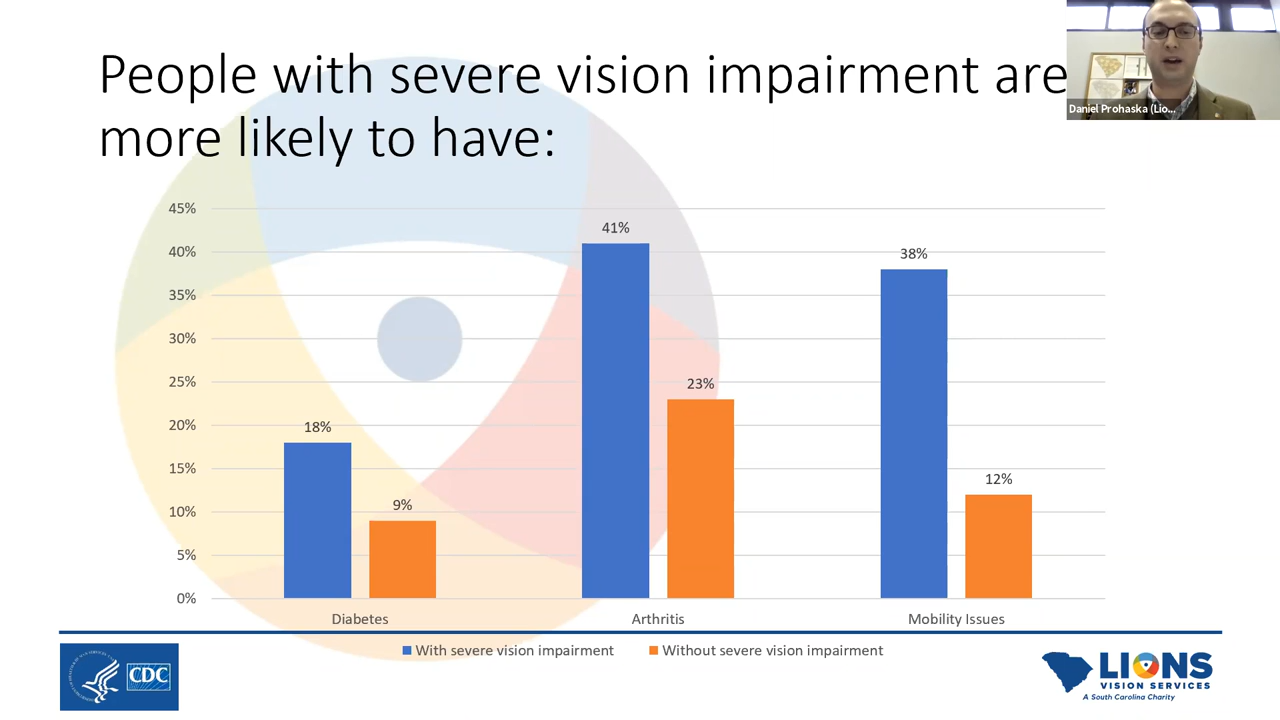 People with severe vision impairment are
more likely to have:
Daniel Prohaska (Lio...
45%
40%
35%
30%
25%
20%
15%
10%
5%
0%
18%
9%
41%
23%
38%
12%
Diabetes
Arthritis
Mobility Issues
With severe vision impairment
Without severe vision impairment
CDC
LIONS
VISION SERVICES
A South Carolina Charity